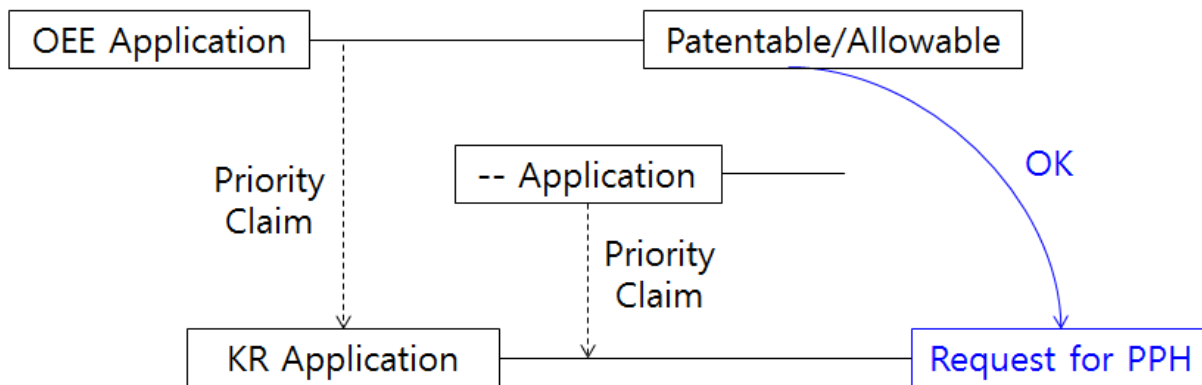 OEE Application
Patentable/Allowable
Priority
Claim
-- Application
OK
Priority
Claim
KR Application
Request for PPH